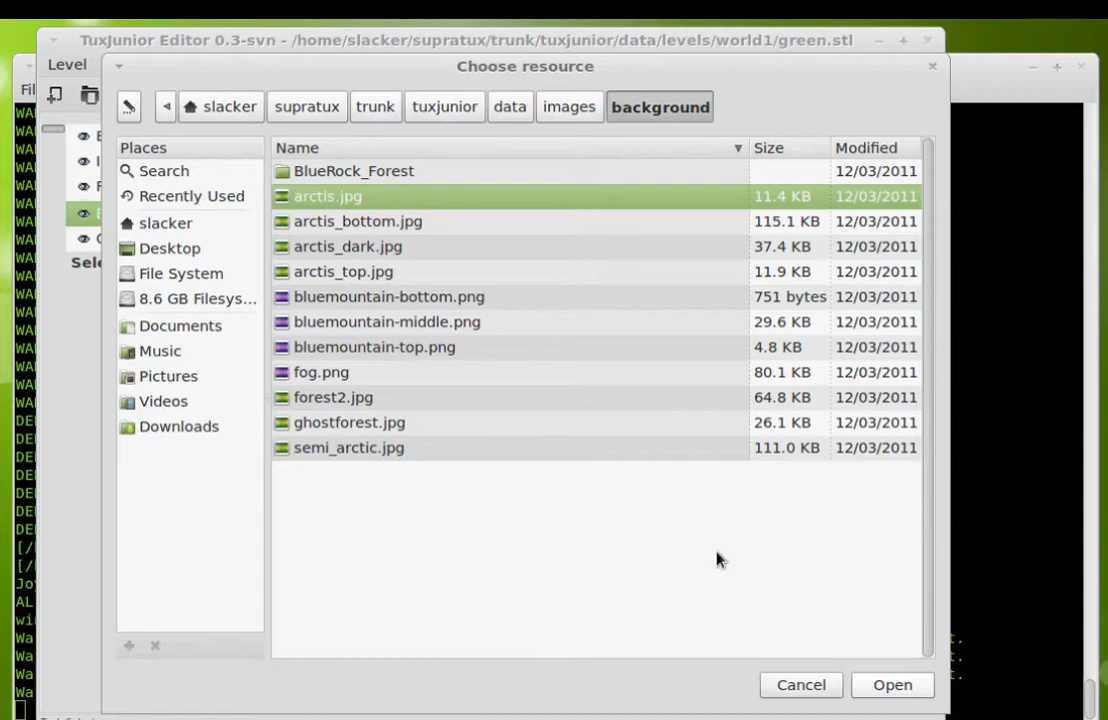 TuxJunior Editor 0.3-svn - /home/slacker/supratux/trunk/tuxjunior/data/levels/world1/green.stl
Level
Choose resource
slacker supratux trunk tuxjunior data images background
Places Name Size Modified
Search BlueRock_Forest 12/03/2011
Recently Used arctis.jpg 11.4 KB 12/03/2011
slacker arctis_bottom.jpg 115.1 KB 12/03/2011
Desktop arctis_dark.jpg 37.4 KB 12/03/2011
File System arctis_top.jpg 11.9 KB 12/03/2011
8.6 GB Filesys... bluemountain-bottom.png 751 bytes 12/03/2011
Documents bluemountain-middle.png 29.6 KB 12/03/2011
Music bluemountain-top.png 4.8 KB 12/03/2011
Pictures fog.png 80.1 KB 12/03/2011
Videos forest2.jpg 64.8 KB 12/03/2011
Downloads ghostforest.jpg 26.1 KB 12/03/2011
semi_arctic.jpg 111.0 KB 12/03/2011
Cancel Open